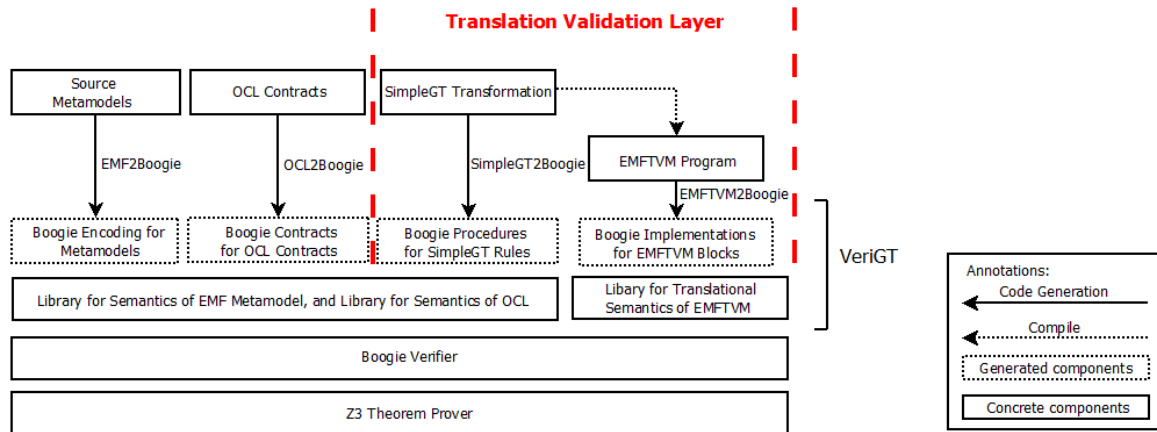 Translation Validation Layer
Source
Metamodels
OCL Contracts
SimpleGT Transformation
EMFTVM Program
EMF2Boogie
OCL2Boogie
SimpleGT2Boogie
EMFTVM2Boogie
Boogie Encoding for
Metamodels
Boogie Contracts
for OCL Contracts
Boogie Procedures
for SimpleGT Rules
Boogie Implementations
for EMFTVM Blocks
VeriGT
Library for Semantics of EMF Metamodel, and Library for Semantics of OCL
Libary for Translational
Semantics of EMFTVM
Boogie Verifier
Z3 Theorem Prover
Annotations:
Code Generation
Compile
Generated components
Concrete components